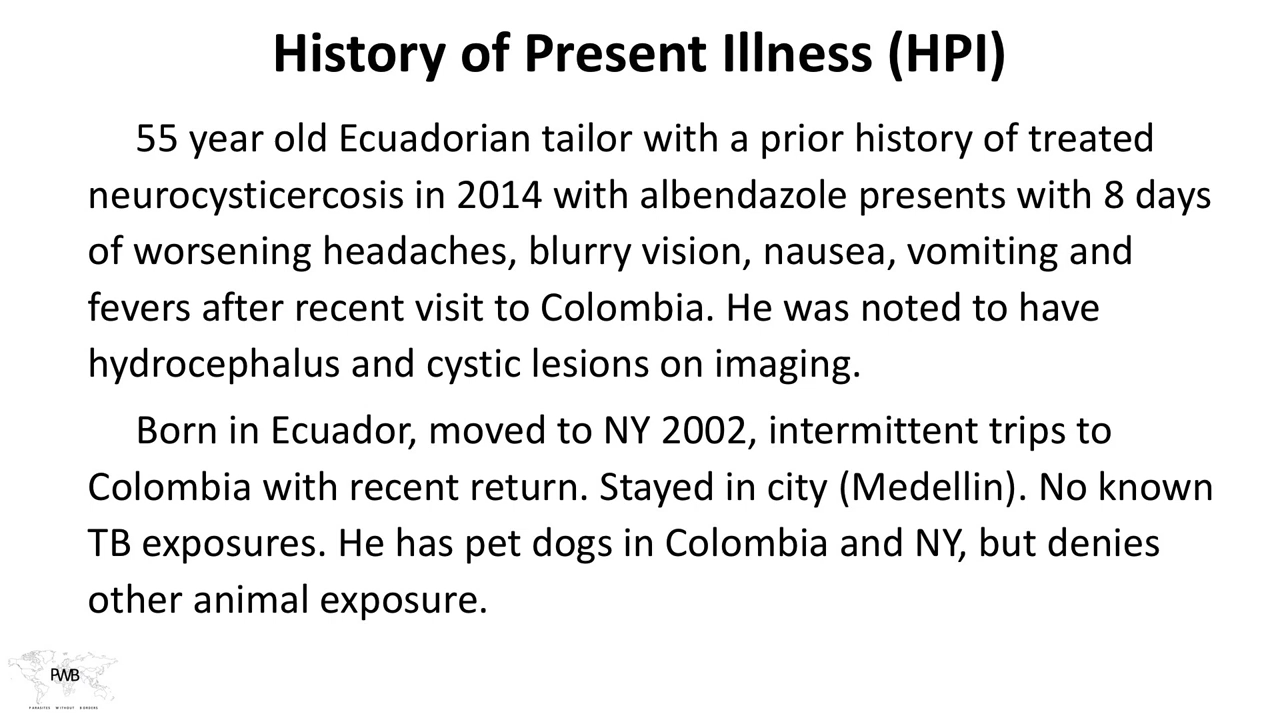 History of Present Illness (HPI)
55 year old Ecuadorian tailor with a prior history of treated
neurocysticercosis in 2014 with albendazole presents with 8 days
of worsening headaches, blurry vision, nausea, vomiting and
fevers after recent visit to Colombia. He was noted to have
hydrocephalus and cystic lesions on imaging.
Born in Ecuador, moved to NY 2002, intermittent trips to
Colombia with recent return. Stayed in city (Medellin). No known
TB exposures. He has pet dogs in Colombia and NY, but denies
other animal exposure.
PWB
PARASITES WITHOUT BORDERS